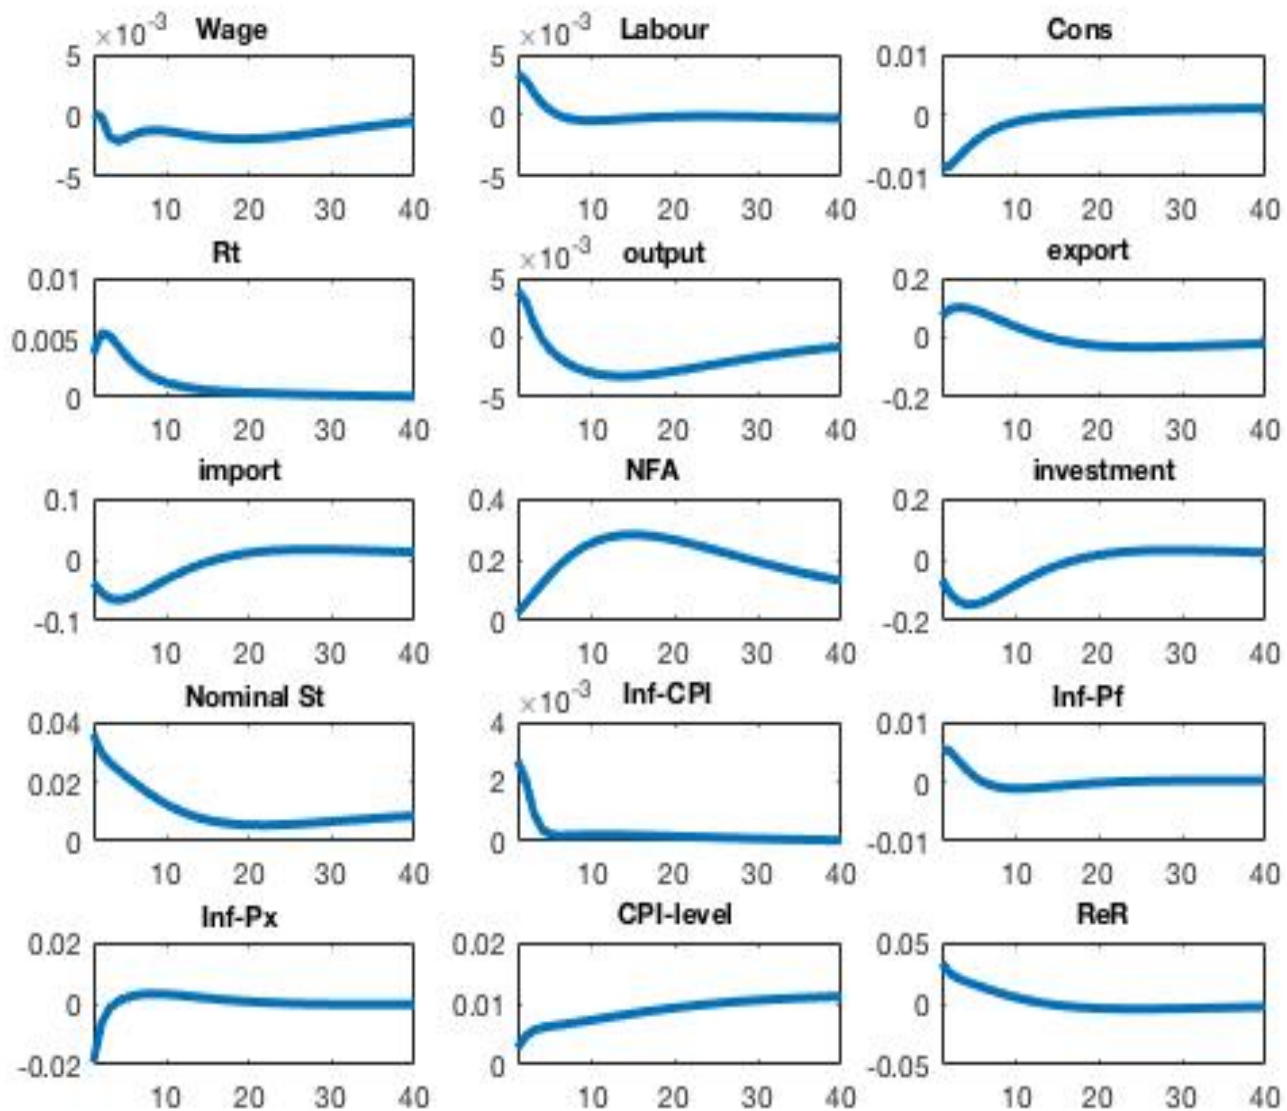 ×10⁻³ Wage ×10⁻³ Labour Cons
5 5 0.01
0 0 0
-5 -5 -0.01
10 20 30 40 10 20 30 40 10 20 30 40
Rt ×10⁻³ output export
0.01 5 0.2
0.005 0 0
0 -5 -0.2
10 20 30 40 10 20 30 40 10 20 30 40
import NFA investment
0.1 0.4 0.2
0 0.2 0
-0.1 0 -0.2
10 20 30 40 10 20 30 40 10 20 30 40
Nominal St ×10⁻³ Inf-CPI Inf-Pf
0.04 4 0.01
0.02 2 0
0 0 -0.01
10 20 30 40 10 20 30 40 10 20 30 40
Inf-Px CPI-level ReR
0.02 0.02 0.05
0 0.01 0
-0.02 0 -0.05
10 20 30 40 10 20 30 40 10 20 30 40